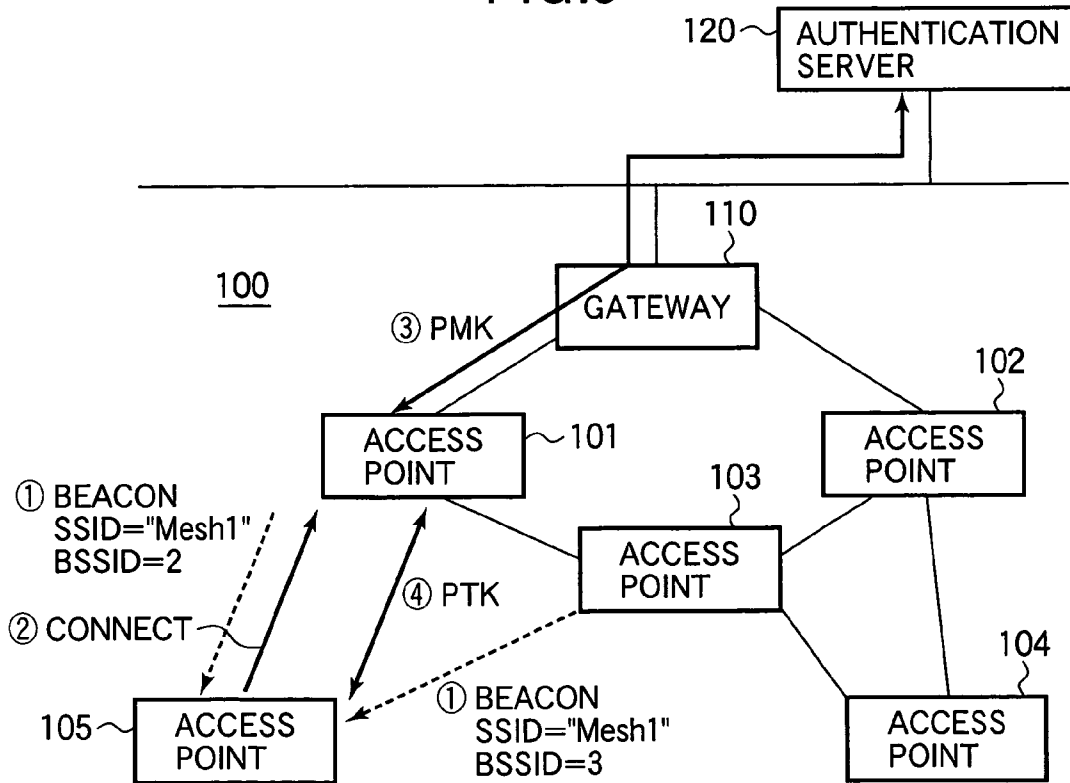 120
AUTHENTICATION
SERVER
110
100
GATEWAY
③ PMK
102
ACCESS
POINT
101
ACCESS
POINT
103
① BEACON
SSID="Mesh1"
BSSID=2
ACCESS
POINT
④ PTK
② CONNECT
104
105
ACCESS
POINT
① BEACON
SSID="Mesh1"
BSSID=3
ACCESS
POINT